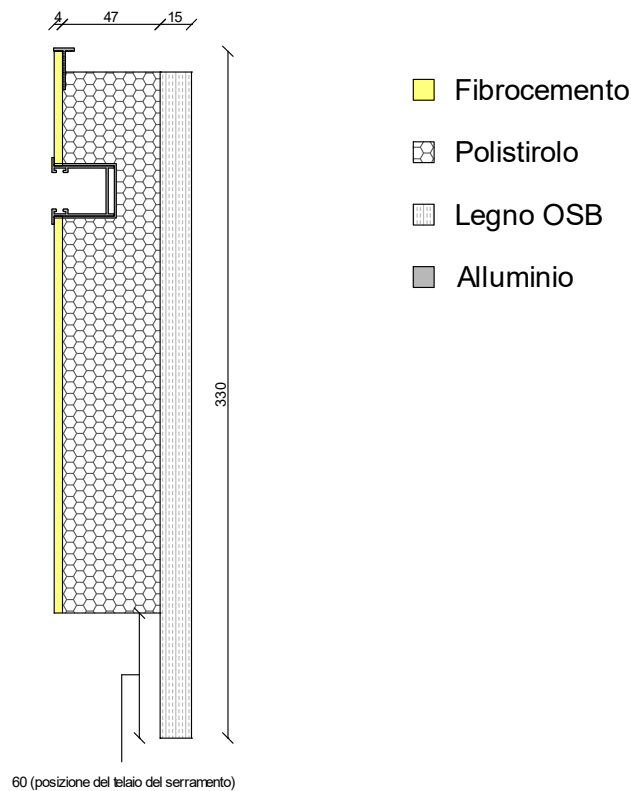 4 47 15
Fibrocemento
Polistirolo
Legno OSB
Alluminio
330
60 (posizione del telaio del serramento)